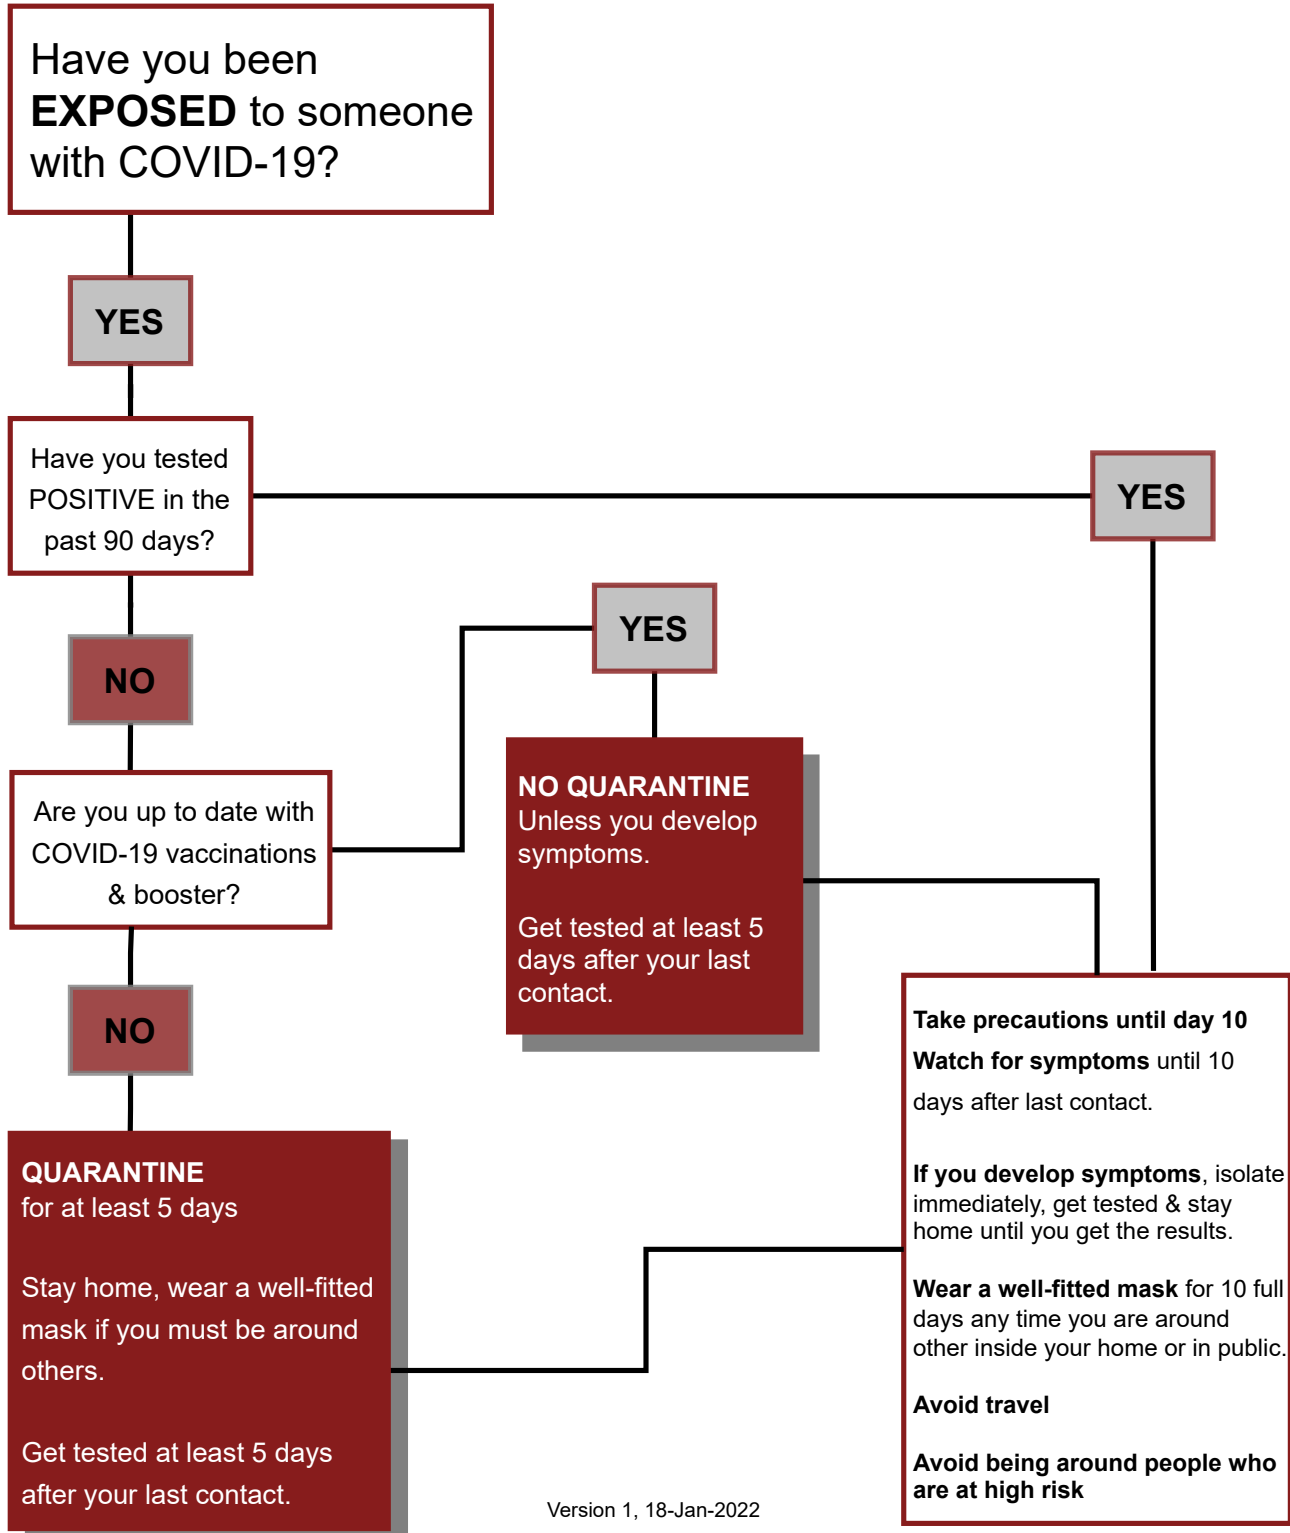 Have you been
EXPOSED to someone
with COVID-19?
YES
Have you tested
POSITIVE in the
past 90 days?
YES
NO
YES
Are you up to date with
COVID-19 vaccinations
& booster?
NO QUARANTINE
Unless you develop
symptoms.
Get tested at least 5
days after your last
contact.
NO
QUARANTINE
for at least 5 days
Stay home, wear a well-fitted
mask if you must be around
others.
Get tested at least 5 days
after your last contact.
Take precautions until day 10
Watch for symptoms until 10
days after last contact.
If you develop symptoms, isolate
immediately, get tested & stay
home until you get the results.
Wear a well-fitted mask for 10 full
days any time you are around
other inside your home or in public.
Avoid travel
Avoid being around people who
are at high risk
Version 1, 18-Jan-2022